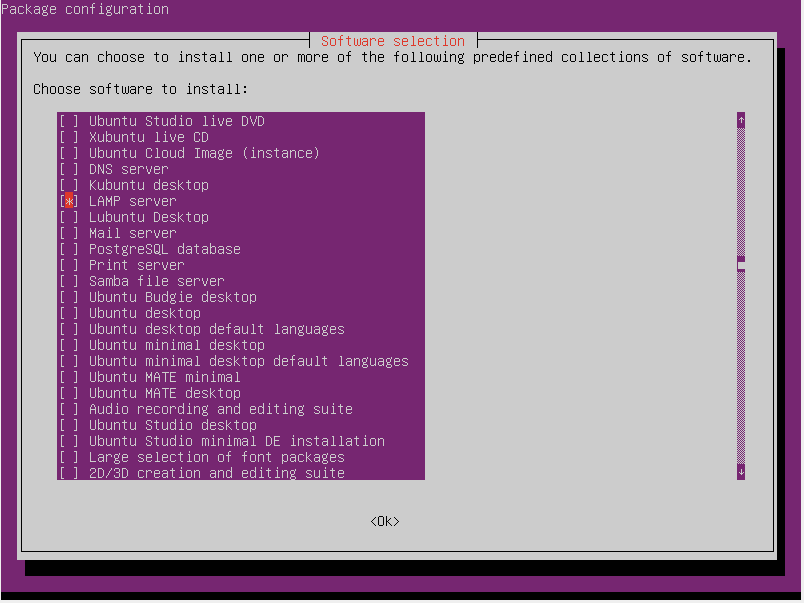 Package configuration
Software selection
You can choose to install one or more of the following predefined collections of software.
Choose software to install:
[ ] Ubuntu Studio live DVD
[ ] Xubuntu live CD
[ ] Ubuntu Cloud Image (instance)
[ ] DNS server
[ ] Kubuntu desktop
[*] LAMP server
[ ] Lubuntu Desktop
[ ] Mail server
[ ] PostgreSQL database
[ ] Print server
[ ] Samba file server
[ ] Ubuntu Budgie desktop
[ ] Ubuntu desktop
[ ] Ubuntu desktop default languages
[ ] Ubuntu minimal desktop
[ ] Ubuntu minimal desktop default languages
[ ] Ubuntu MATE minimal
[ ] Ubuntu MATE desktop
[ ] Audio recording and editing suite
[ ] Ubuntu Studio desktop
[ ] Ubuntu Studio minimal DE installation
[ ] Large selection of font packages
[ ] 2D/3D creation and editing suite
<Ok>